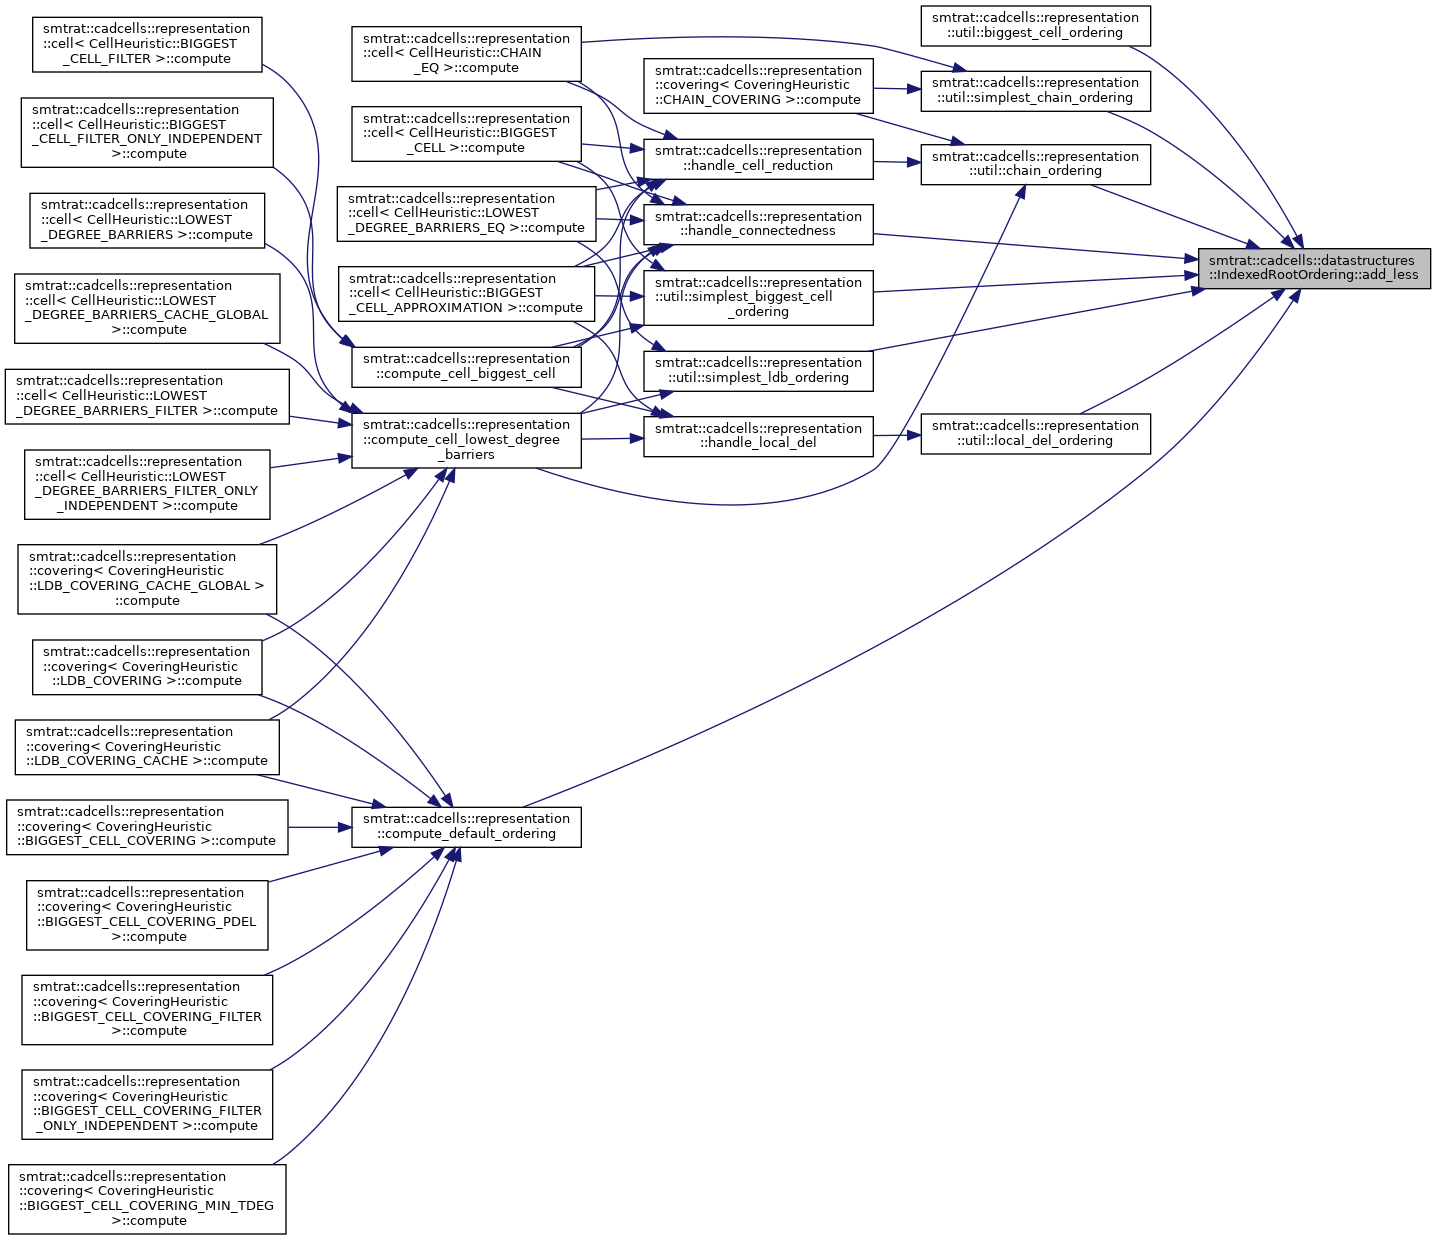 smtrat::cadcells::representation
::cell< CellHeuristic::BIGGEST
_CELL_FILTER >::compute
smtrat::cadcells::representation
::cell< CellHeuristic::BIGGEST
_CELL_FILTER_ONLY_INDEPENDENT
>::compute
smtrat::cadcells::representation
::cell< CellHeuristic::LOWEST
_DEGREE_BARRIERS >::compute
smtrat::cadcells::representation
::cell< CellHeuristic::LOWEST
_DEGREE_BARRIERS_CACHE_GLOBAL
>::compute
smtrat::cadcells::representation
::cell< CellHeuristic::LOWEST
_DEGREE_BARRIERS_FILTER >::compute
smtrat::cadcells::representation
::cell< CellHeuristic::LOWEST
_DEGREE_BARRIERS_FILTER_ONLY
_INDEPENDENT >::compute
smtrat::cadcells::representation
::covering< CoveringHeuristic
::LDB_COVERING_CACHE_GLOBAL >
::compute
smtrat::cadcells::representation
::covering< CoveringHeuristic
::LDB_COVERING >::compute
smtrat::cadcells::representation
::covering< CoveringHeuristic
::LDB_COVERING_CACHE >::compute
smtrat::cadcells::representation
::covering< CoveringHeuristic
::BIGGEST_CELL_COVERING >::compute
smtrat::cadcells::representation
::covering< CoveringHeuristic
::BIGGEST_CELL_COVERING_PDEL
>::compute
smtrat::cadcells::representation
::covering< CoveringHeuristic
::BIGGEST_CELL_COVERING_FILTER
>::compute
smtrat::cadcells::representation
::covering< CoveringHeuristic
::BIGGEST_CELL_COVERING_FILTER
_ONLY_INDEPENDENT >::compute
smtrat::cadcells::representation
::covering< CoveringHeuristic
::BIGGEST_CELL_COVERING_MIN_TDEG
>::compute
smtrat::cadcells::representation
::cell< CellHeuristic::CHAIN
_EQ >::compute
smtrat::cadcells::representation
::cell< CellHeuristic::BIGGEST
_CELL >::compute
smtrat::cadcells::representation
::cell< CellHeuristic::LOWEST
_DEGREE_BARRIERS_EQ >::compute
smtrat::cadcells::representation
::cell< CellHeuristic::BIGGEST
_CELL_APPROXIMATION >::compute
smtrat::cadcells::representation
::compute_cell_biggest_cell
smtrat::cadcells::representation
::compute_cell_lowest_degree
_barriers
smtrat::cadcells::representation
::compute_default_ordering
smtrat::cadcells::representation
::covering< CoveringHeuristic
::CHAIN_COVERING >::compute
smtrat::cadcells::representation
::handle_cell_reduction
smtrat::cadcells::representation
::handle_connectedness
smtrat::cadcells::representation
::util::simplest_biggest_cell
_ordering
smtrat::cadcells::representation
::util::simplest_ldb_ordering
smtrat::cadcells::representation
::handle_local_del
smtrat::cadcells::representation
::util::biggest_cell_ordering
smtrat::cadcells::representation
::util::simplest_chain_ordering
smtrat::cadcells::representation
::util::chain_ordering
smtrat::cadcells::representation
::util::local_del_ordering
smtrat::cadcells::datastructures
::IndexedRootOrdering::add_less